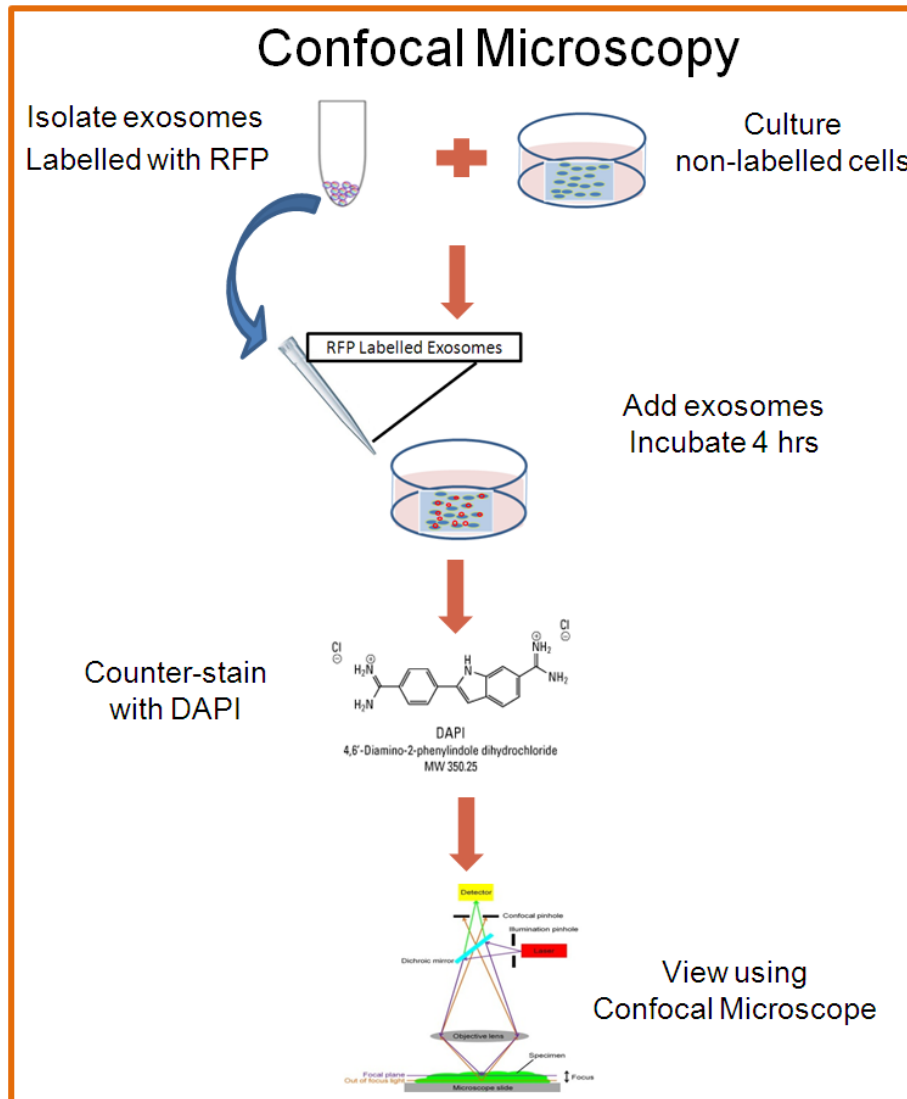 Confocal Microscopy
Isolate exosomes
Labelled with RFP
Culture
non-labelled cells
RFP Labelled Exosomes
Add exosomes
Incubate 4 hrs
Counter-stain
with DAPI
Cl
⊖
⊕
H₂N
H₂N
H
N
Cl
⊖
⊕
NH₂
NH₂
DAPI
4,6'-Diamino-2-phenylindole dihydrochloride
MW 350.25
View using
Confocal Microscope
Detector
Confocal pinhole
Illumination pinhole
Laser
Dichroic mirror
Objective lens
Specimen
Focal plane
Out of focus light
Focus
Microscope slide